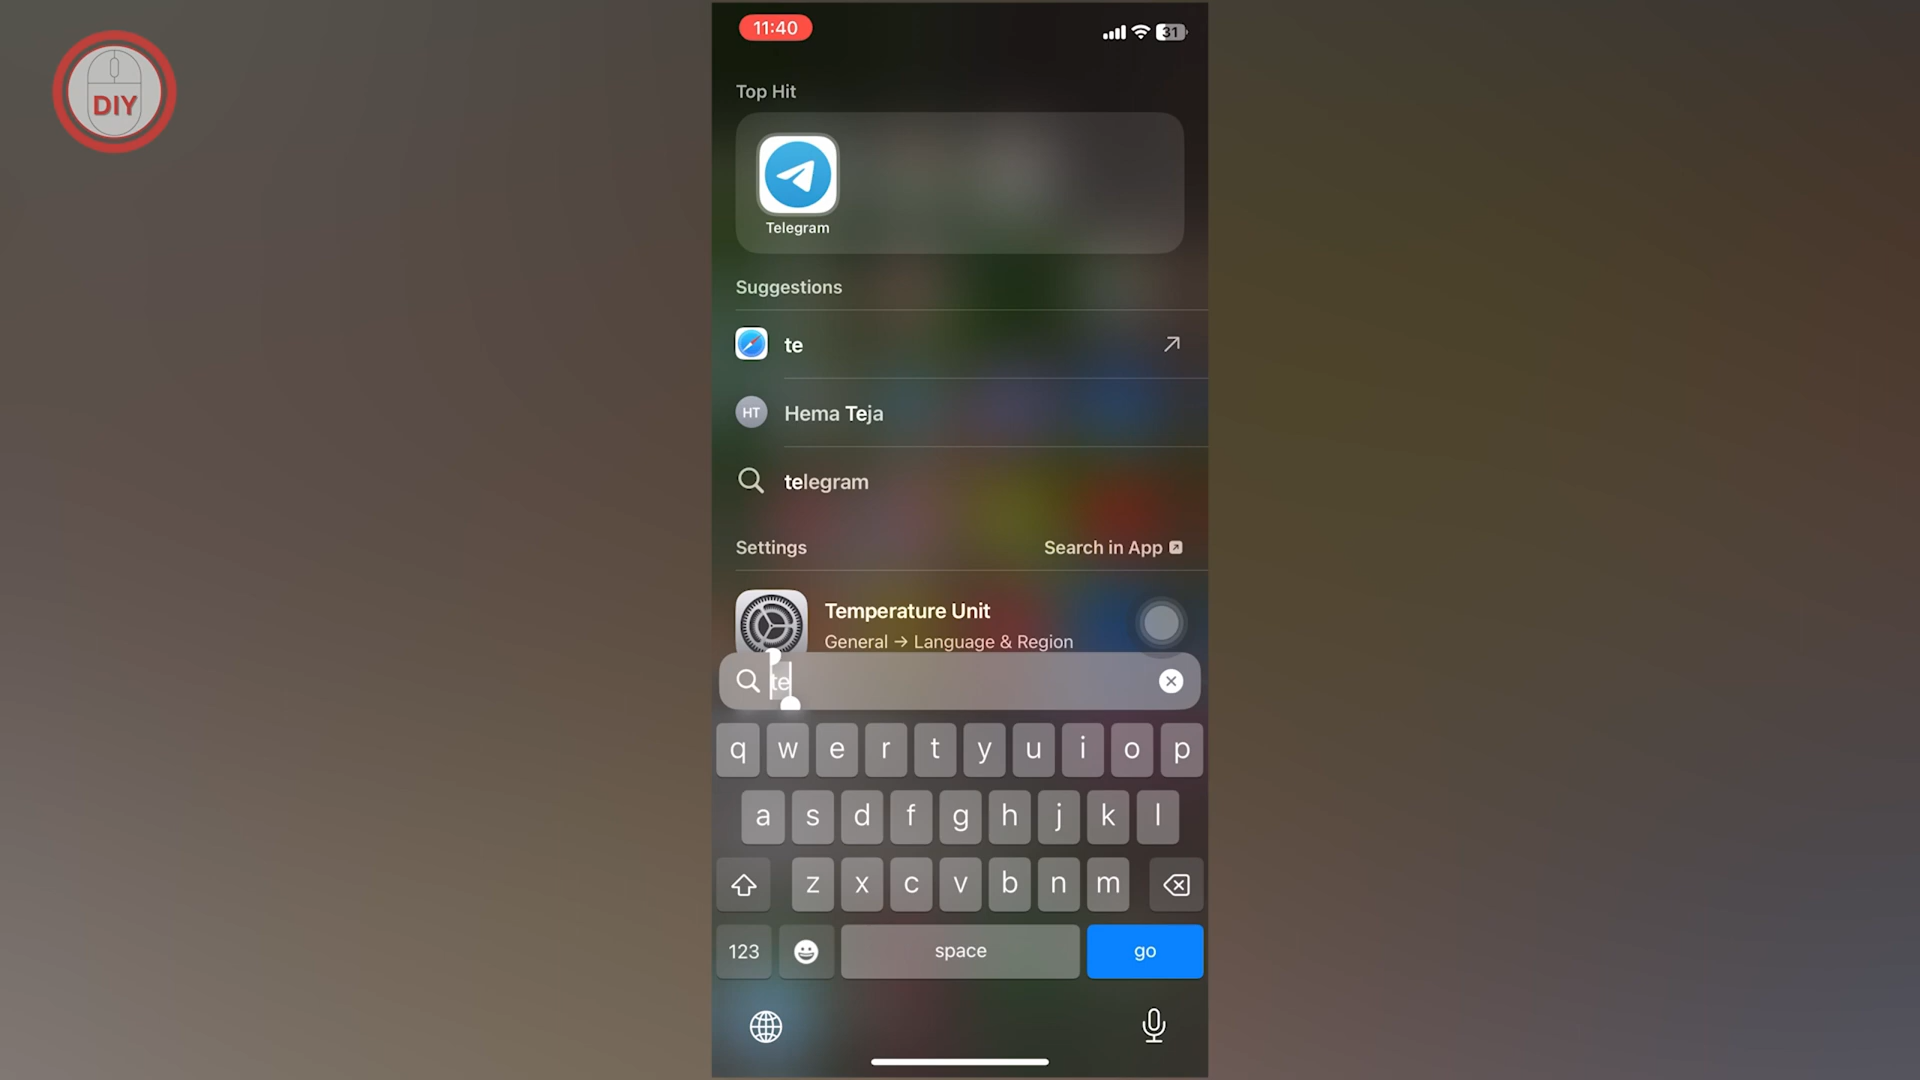 DIY
11:40
31
Top Hit
Telegram
Suggestions
te
HT Hema Teja
telegram
Settings Search in App
Temperature Unit
General → Language & Region
te
q w e r t y u i o p
a s d f g h j k l
z x c v b n m
123 space go